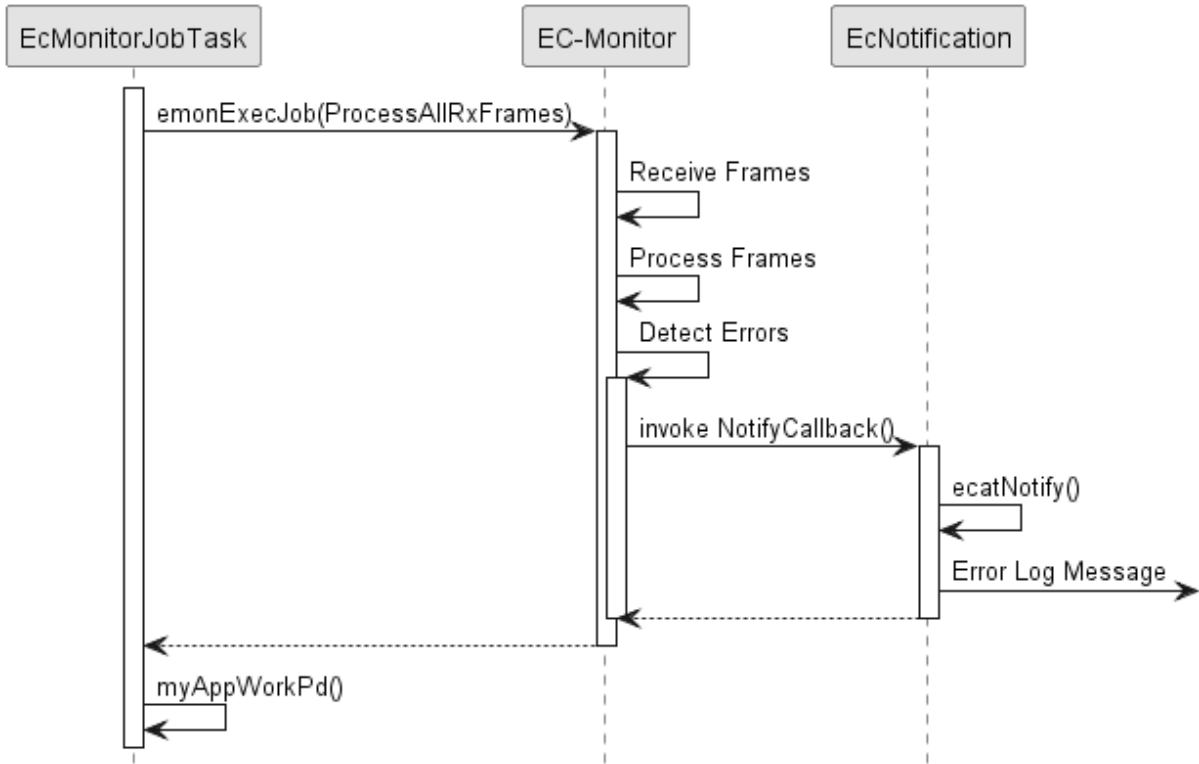 EcMonitorJobTask
EC-Monitor
EcNotification
emonExecJob(ProcessAllRxFrames)
Receive Frames
Process Frames
Detect Errors
invoke NotifyCallback()
ecatNotify()
Error Log Message
myAppWorkPd()